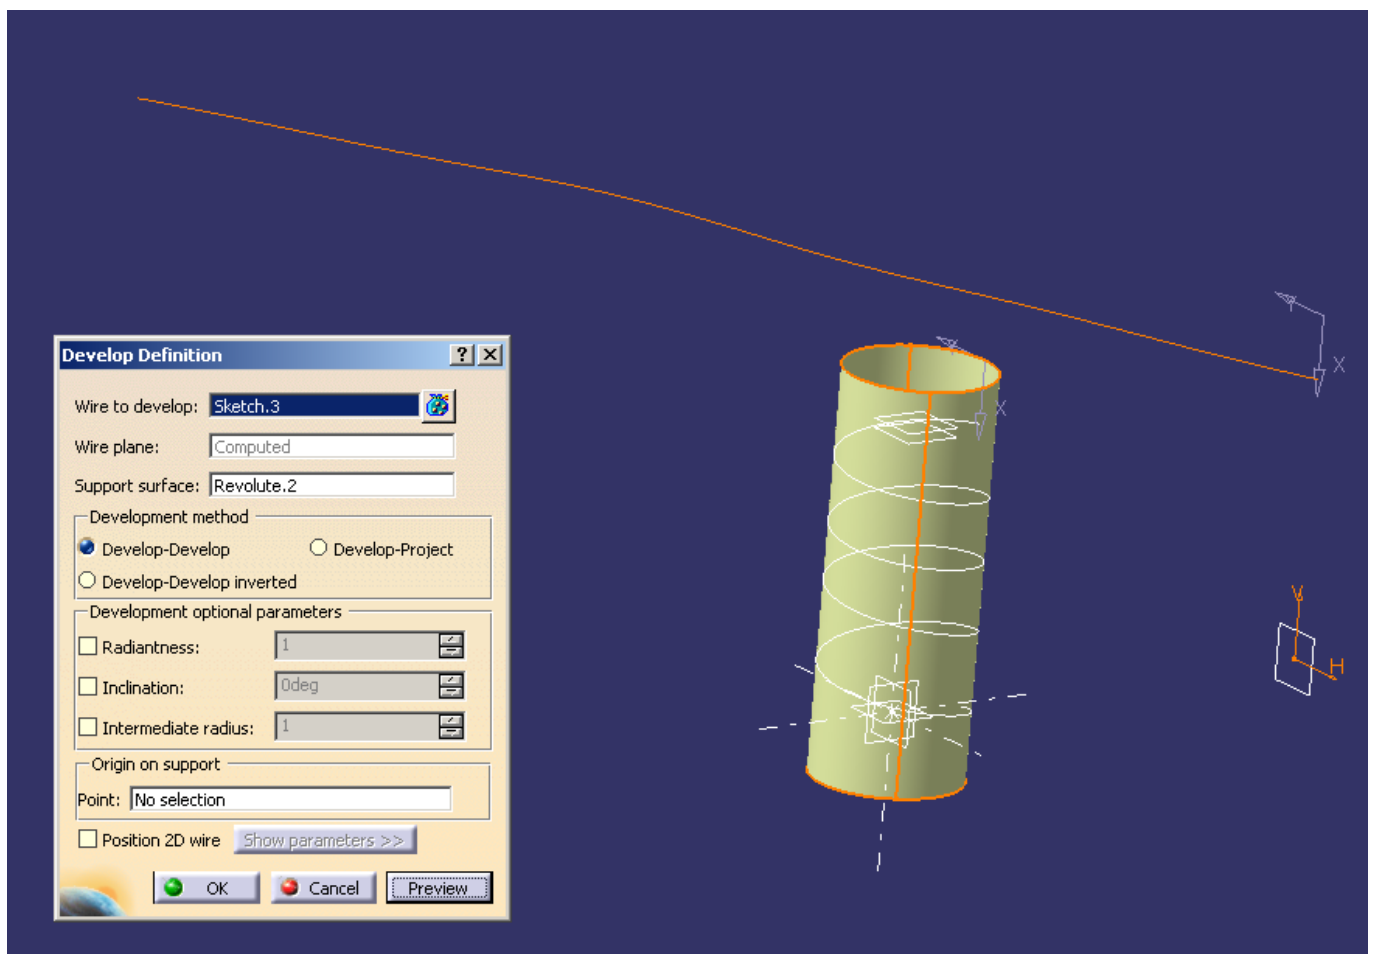 Develop Definition
Wire to develop: Sketch.3
Wire plane: Computed
Support surface: Revolute.2
Development method
Develop-Develop Develop-Project
Develop-Develop inverted
Development optional parameters
Radiantness: 1
Inclination: 0deg
Intermediate radius: 1
Origin on support
Point: No selection
Position 2D wire Show parameters >>
OK Cancel Preview
Y
X
Y
X
V
H